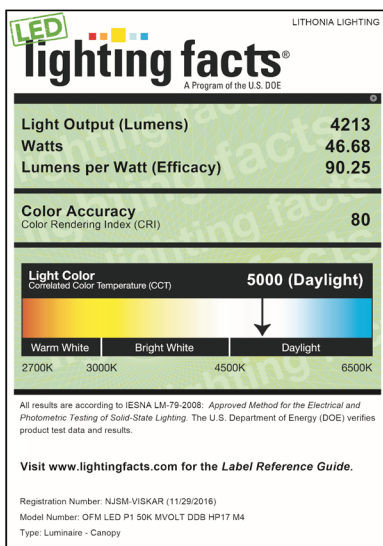 LITHONIA LIGHTING
LED
lighting facts®
A Program of the U.S. DOE
Light Output (Lumens) 4213
Watts 46.68
Lumens per Watt (Efficacy) 90.25
Color Accuracy
Color Rendering Index (CRI) 80
Light Color
Correlated Color Temperature (CCT) 5000 (Daylight)
Warm White Bright White Daylight
2700K 3000K 4500K 6500K
All results are according to IESNA LM-79-2008: Approved Method for the Electrical and
Photometric Testing of Solid-State Lighting. The U.S. Department of Energy (DOE) verifies
product test data and results.
Visit www.lightingfacts.com for the Label Reference Guide.
Registration Number: NJSM-VISKAR (11/29/2016)
Model Number: OFM LED P1 50K MVOLT DDB HP17 M4
Type: Luminaire - Canopy